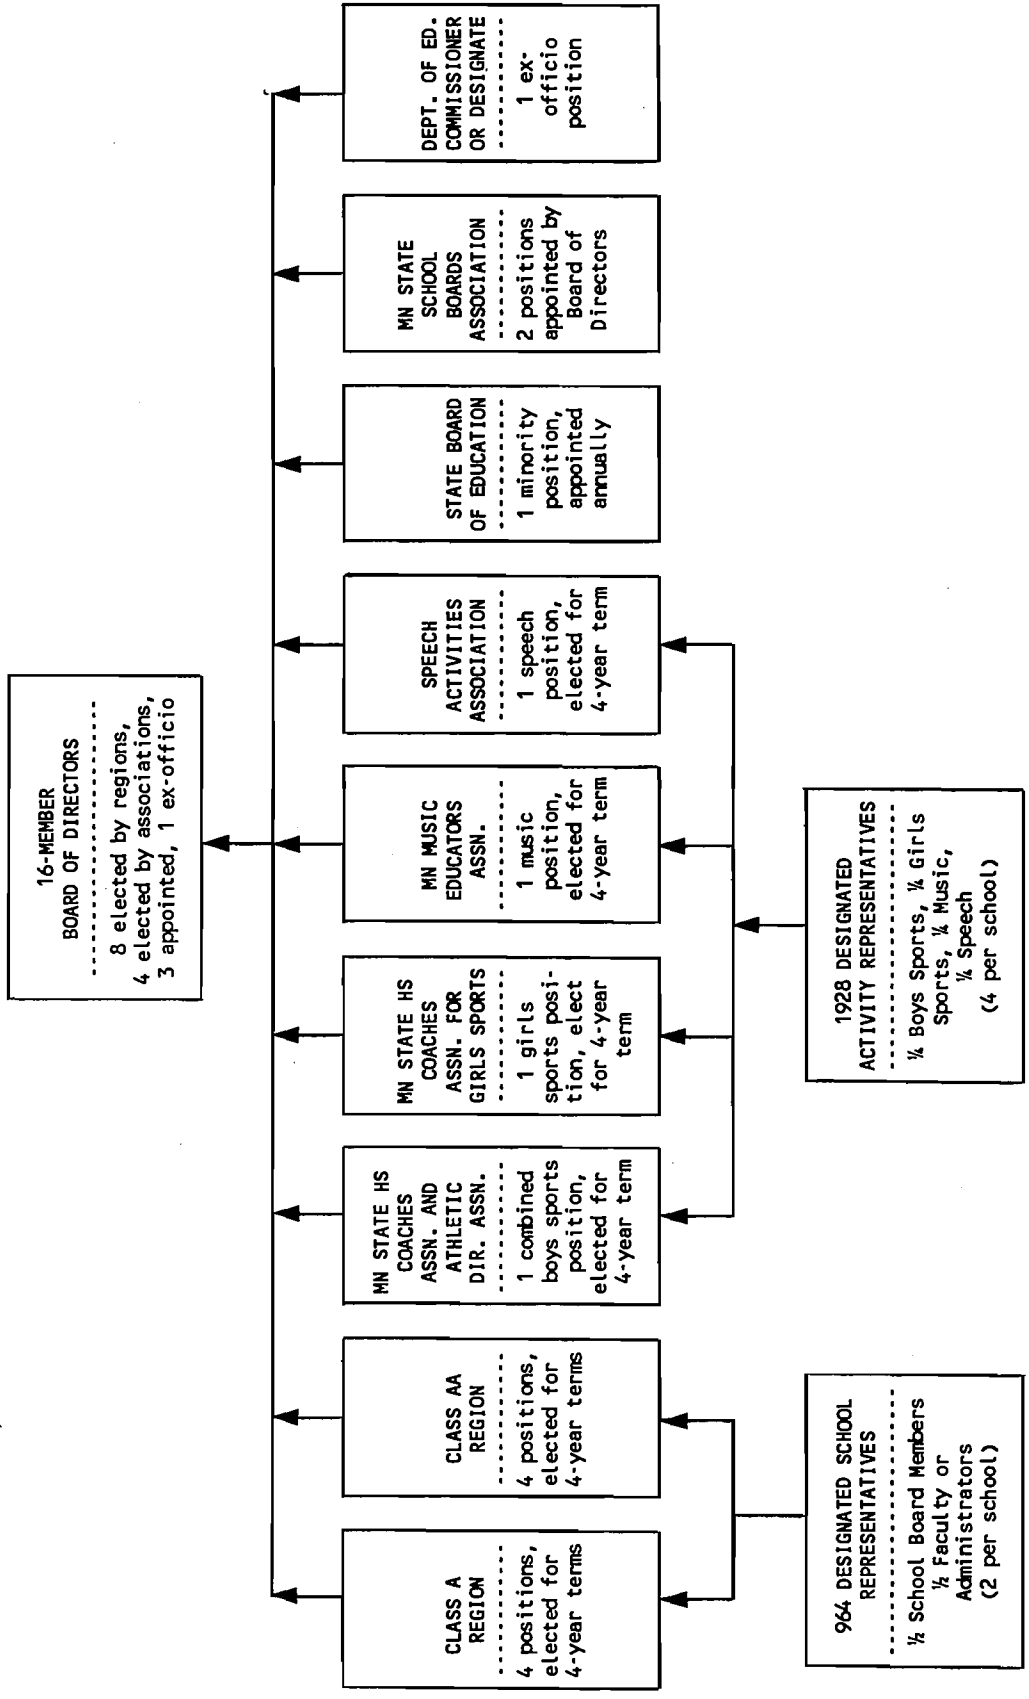 16-MEMBER
BOARD OF DIRECTORS
8 elected by regions,
4 elected by associations,
3 appointed, 1 ex-officio
CLASS A
REGION
4 positions,
elected for
4-year terms
CLASS AA
REGION
4 positions,
elected for
4-year terms
MN STATE HS
COACHES
ASSN. AND
ATHLETIC
DIR. ASSN.
1 combined
boys sports
position,
elected for
4-year term
MN STATE HS
COACHES
ASSN. FOR
GIRLS SPORTS
1 girls
sports posi-
tion, elect
for 4-year
term
MN MUSIC
EDUCATORS
ASSN.
1 music
position,
elected for
4-year term
SPEECH
ACTIVITIES
ASSOCIATION
1 speech
position,
elected for
4-year term
STATE BOARD
OF EDUCATION
1 minority
position,
appointed
annually
MN STATE
SCHOOL
BOARDS
ASSOCIATION
2 positions
appointed by
Board of
Directors
DEPT. OF ED.
COMMISSIONER
OR DESIGNATE
1 ex-
officio
position
964 DESIGNATED SCHOOL
REPRESENTATIVES
½ School Board Members
½ Faculty or
Administrators
(2 per school)
1928 DESIGNATED
ACTIVITY REPRESENTATIVES
¼ Boys Sports, ¼ Girls
Sports, ¼ Music,
¼ Speech
(4 per school)